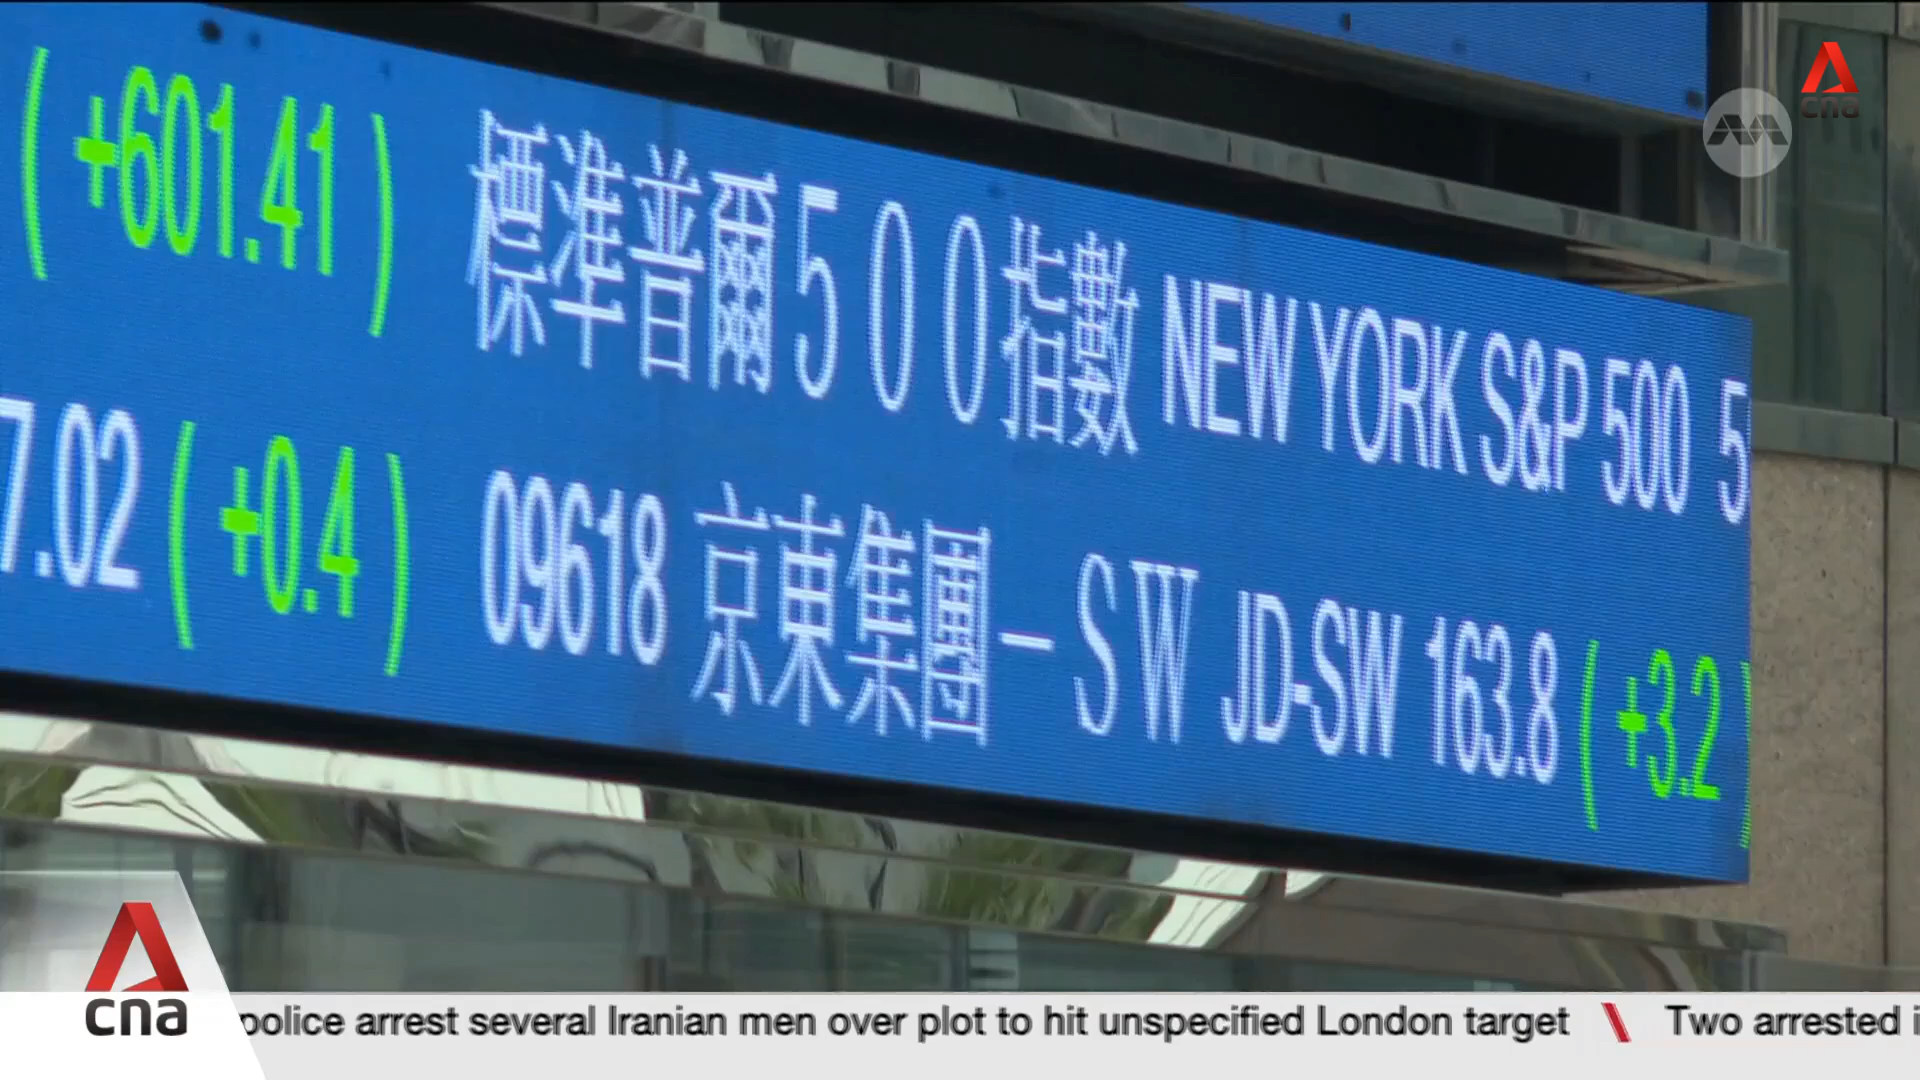 (+601.41) 標準普爾500指數 NEW YORK S&P 500 5
7.02 (+0.4) 09618 京東集團－SW JD-SW 163.8 (+3.2)
cna
cna
police arrest several Iranian men over plot to hit unspecified London target \ Two arrested i